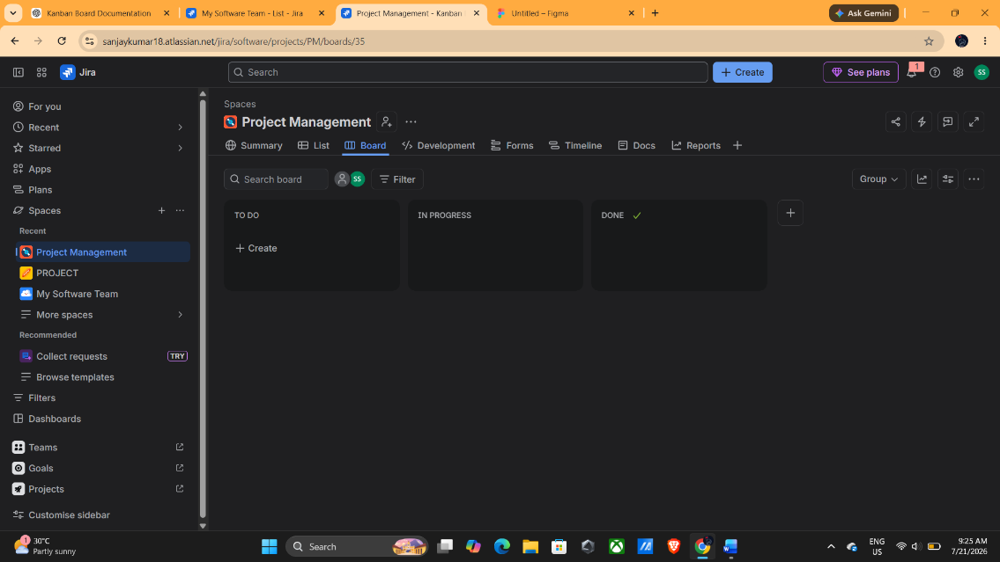 Kanban Board Documentation
My Software Team - List - Jira
Project Management - Kanban
Untitled – Figma
Ask Gemini
sanjaykumar18.atlassian.net/jira/software/projects/PM/boards/35
Jira
Search
Create
See plans
1
SS
For you
Recent
Starred
Apps
Plans
Spaces
Recent
Project Management
PROJECT
My Software Team
More spaces
Recommended
Collect requests TRY
Browse templates
Filters
Dashboards
Teams
Goals
Projects
Customise sidebar
Spaces
Project Management
Summary List Board Development Forms Timeline Docs Reports
Search board SS Filter Group
TO DO IN PROGRESS DONE
Create
1
30°C
Partly sunny
Search
ENG
US
9:25 AM
7/21/2026